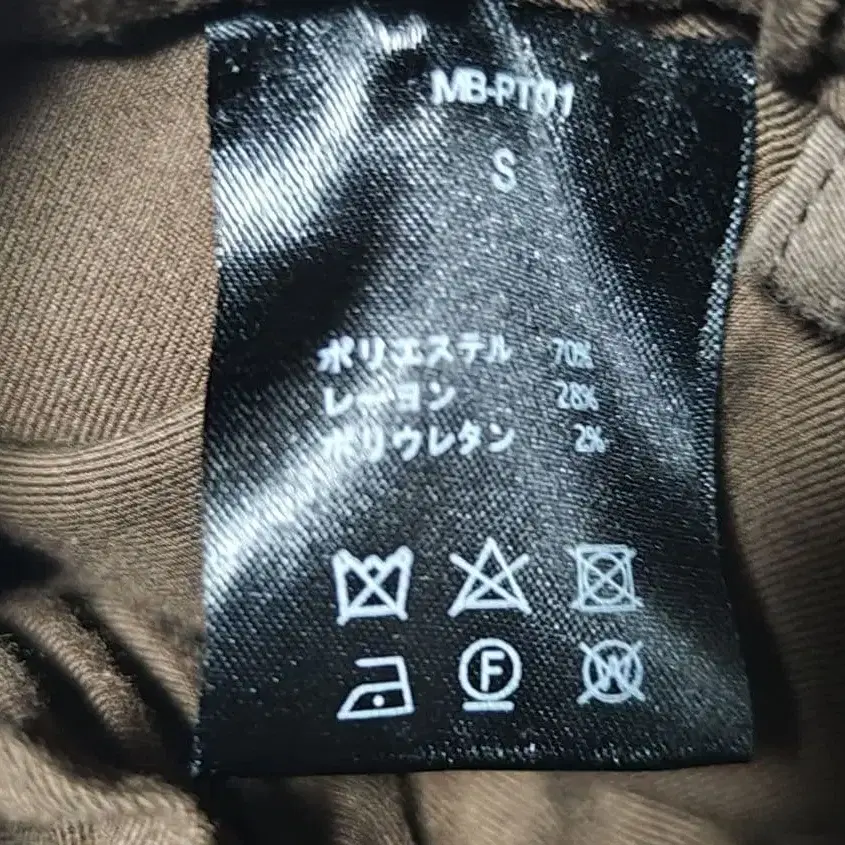 MB-PT01
S
ポリエステル 70%
レーヨン 28%
ポリウレタン 2%
F
W